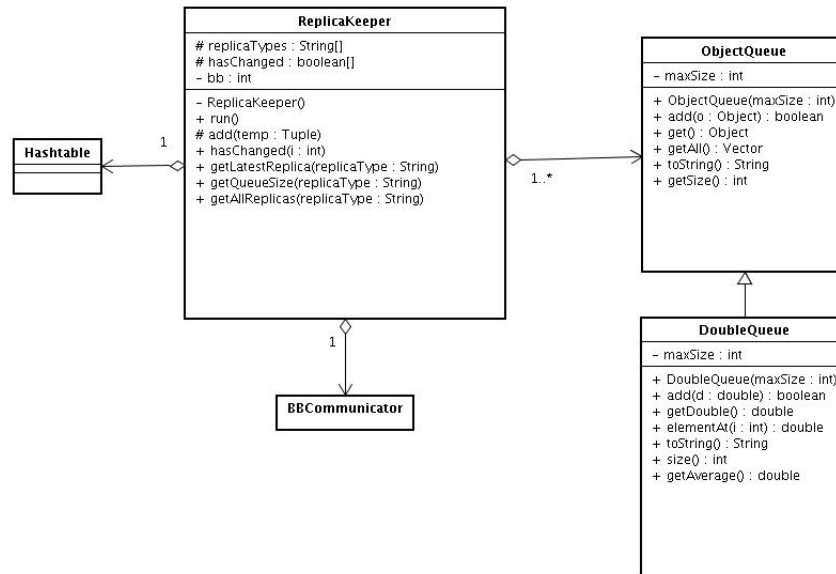 ReplicaKeeper
# replicaTypes : String[]
# hasChanged : boolean[]
- bb : int
- ReplicaKeeper()
+ run()
# add(temp : Tuple)
+ hasChanged(i : int)
+ getLatestReplica(replicaType : String)
+ getQueueSize(replicaType : String)
+ getAllReplicas(replicaType : String)
Hashtable
1
1..*
1
BBCommunicator
ObjectQueue
- maxSize : int
+ ObjectQueue(maxSize : int)
+ add(o : Object) : boolean
+ get() : Object
+ getAll() : Vector
+ toString() : String
+ getSize() : int
DoubleQueue
- maxSize : int
+ DoubleQueue(maxSize : int)
+ add(d : double) : boolean
+ getDouble() : double
+ elementAt(i : int) : double
+ toString() : String
+ size() : int
+ getAverage() : double